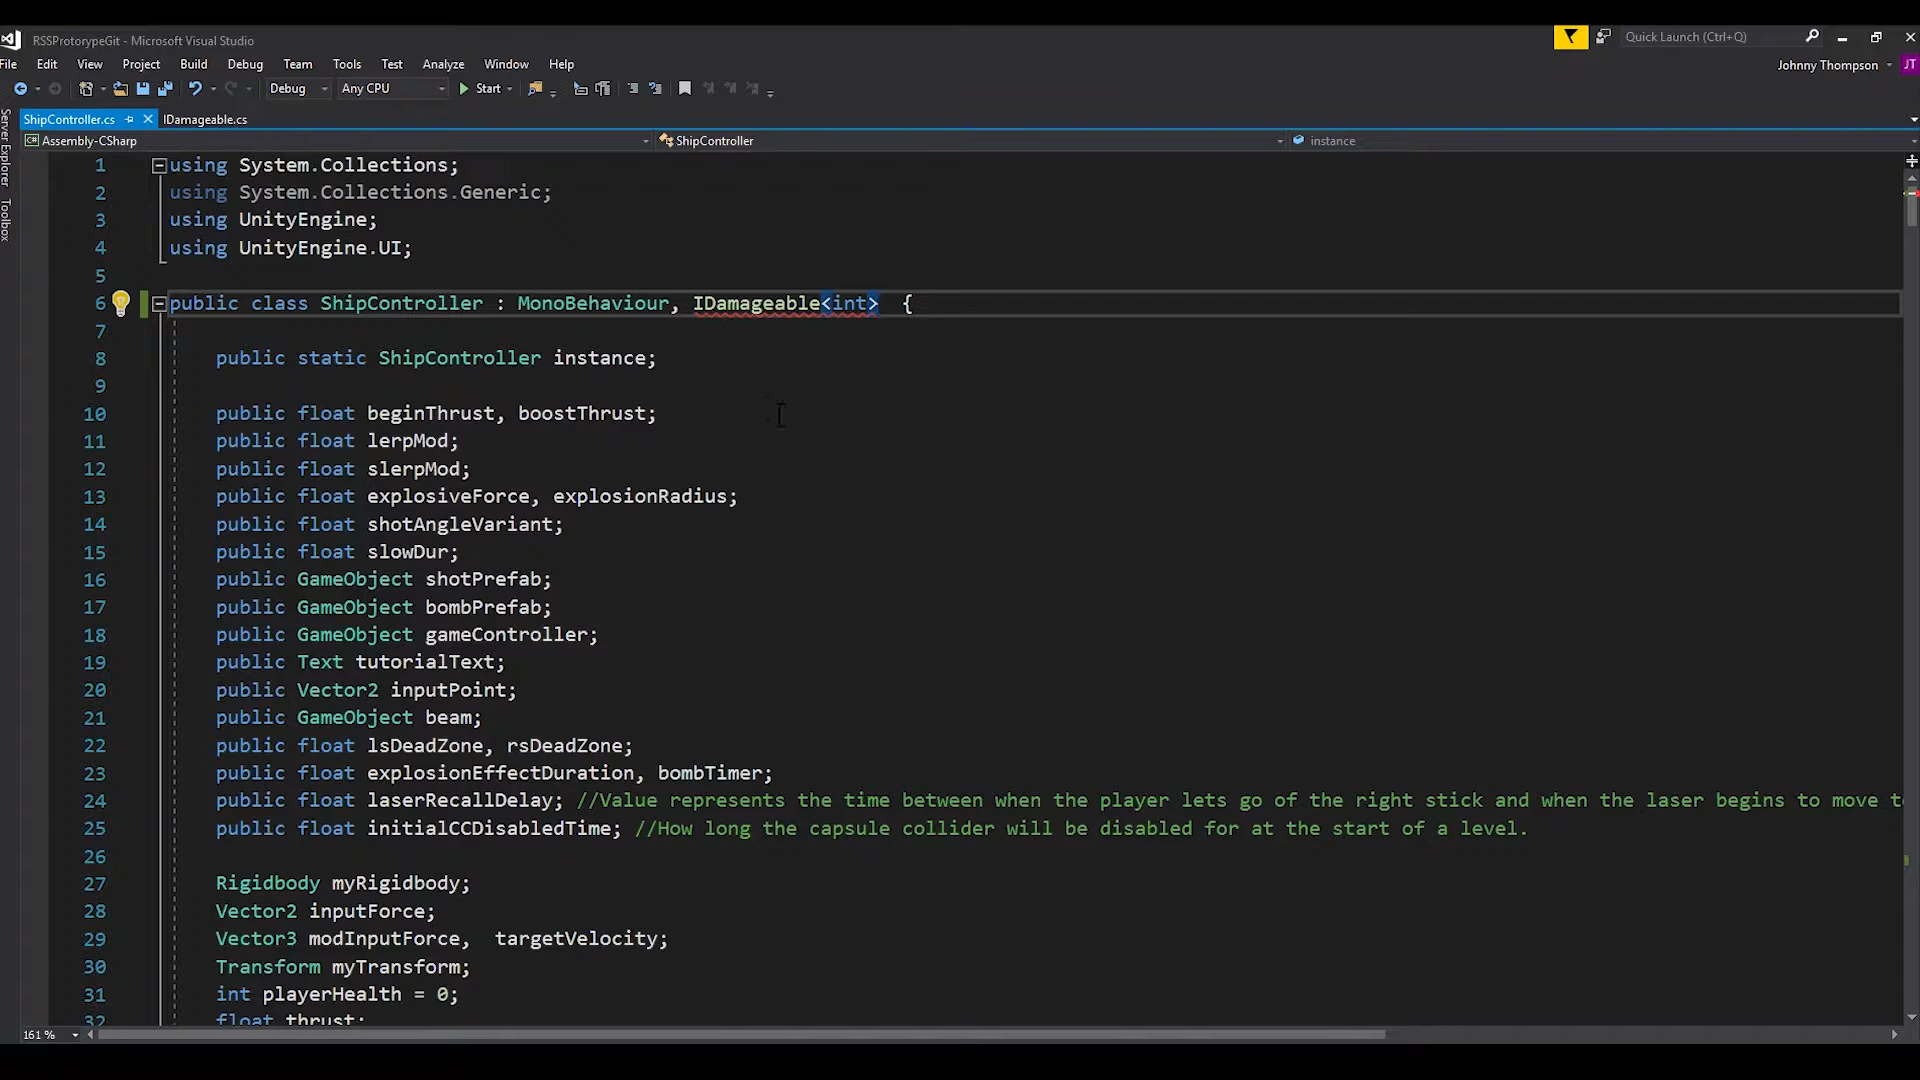 RSSPrototypeGit - Microsoft Visual Studio
Quick Launch (Ctrl+Q)
File Edit View Project Build Debug Team Tools Test Analyze Window Help
Johnny Thompson JT
Debug Any CPU Start
Server Explorer
Toolbox
ShipController.cs IDamageable.cs
Assembly-CSharp ShipController instance
1 using System.Collections;
2 using System.Collections.Generic;
3 using UnityEngine;
4 using UnityEngine.UI;
5
6 public class ShipController : MonoBehaviour, IDamageable<int> {
7
8 public static ShipController instance;
9
10 public float beginThrust, boostThrust;
11 public float lerpMod;
12 public float slerpMod;
13 public float explosiveForce, explosionRadius;
14 public float shotAngleVariant;
15 public float slowDur;
16 public GameObject shotPrefab;
17 public GameObject bombPrefab;
18 public GameObject gameController;
19 public Text tutorialText;
20 public Vector2 inputPoint;
21 public GameObject beam;
22 public float lsDeadZone, rsDeadZone;
23 public float explosionEffectDuration, bombTimer;
24 public float laserRecallDelay; //Value represents the time between when the player lets go of the right stick and when the laser begins to move t
25 public float initialCCDisabledTime; //How long the capsule collider will be disabled for at the start of a level.
26
27 Rigidbody myRigidbody;
28 Vector2 inputForce;
29 Vector3 modInputForce, targetVelocity;
30 Transform myTransform;
31 int playerHealth = 0;
32 float thrust;
161 %